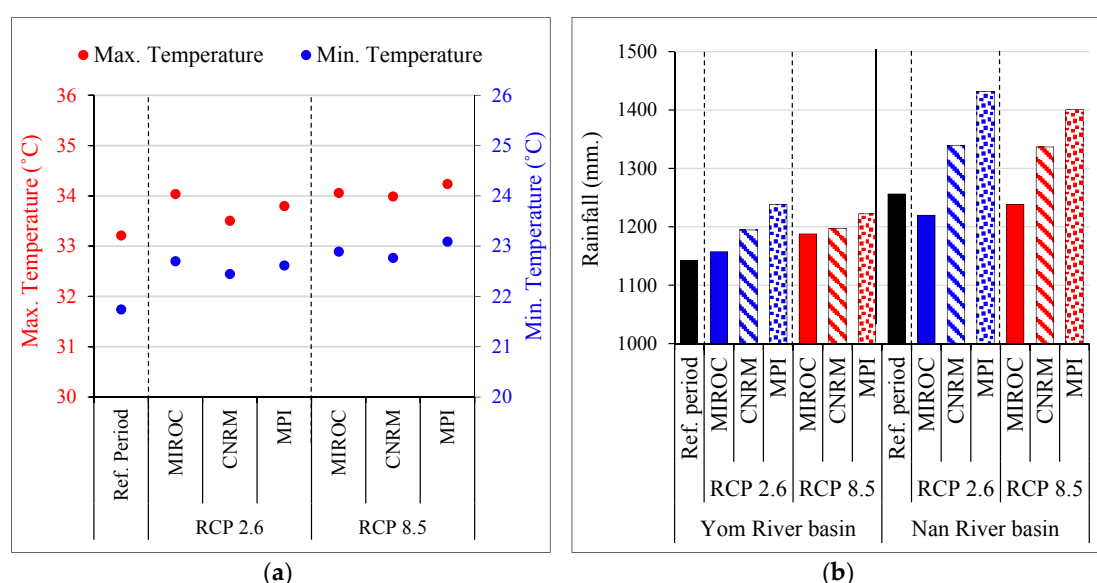 Max. Temperature
Min. Temperature
Max. Temperature (˚C)
36
35
34
33
32
31
30
26
25
24
23
22
21
20
Min. Temperature (˚C)
Ref. Period
MIROC
CNRM
MPI
MIROC
CNRM
MPI
RCP 2.6
RCP 8.5
(a)
Rainfall (mm.)
1500
1400
1300
1200
1100
1000
Ref. period
MIROC
CNRM
MPI
MIROC
CNRM
MPI
Ref. period
MIROC
CNRM
MPI
MIROC
CNRM
MPI
RCP 2.6
RCP 8.5
RCP 2.6
RCP 8.5
Yom River basin
Nan River basin
(b)